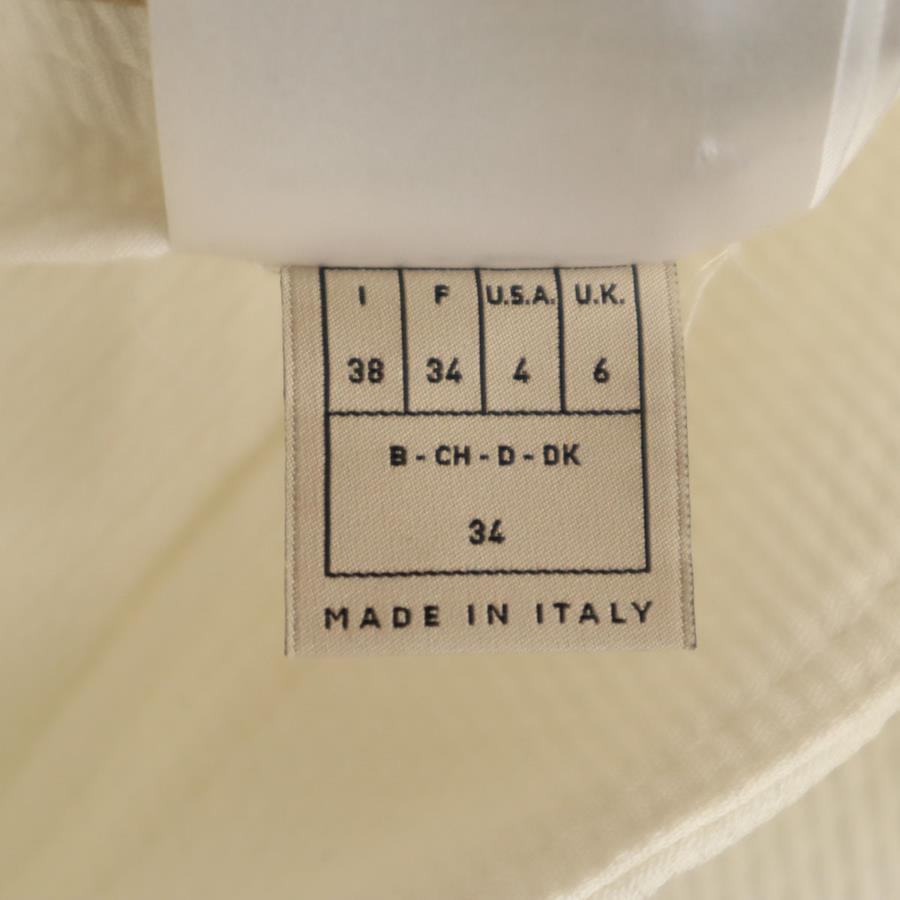 I F U.S.A. U.K.
38 34 4 6
B - CH - D - DK
34
MADE IN ITALY